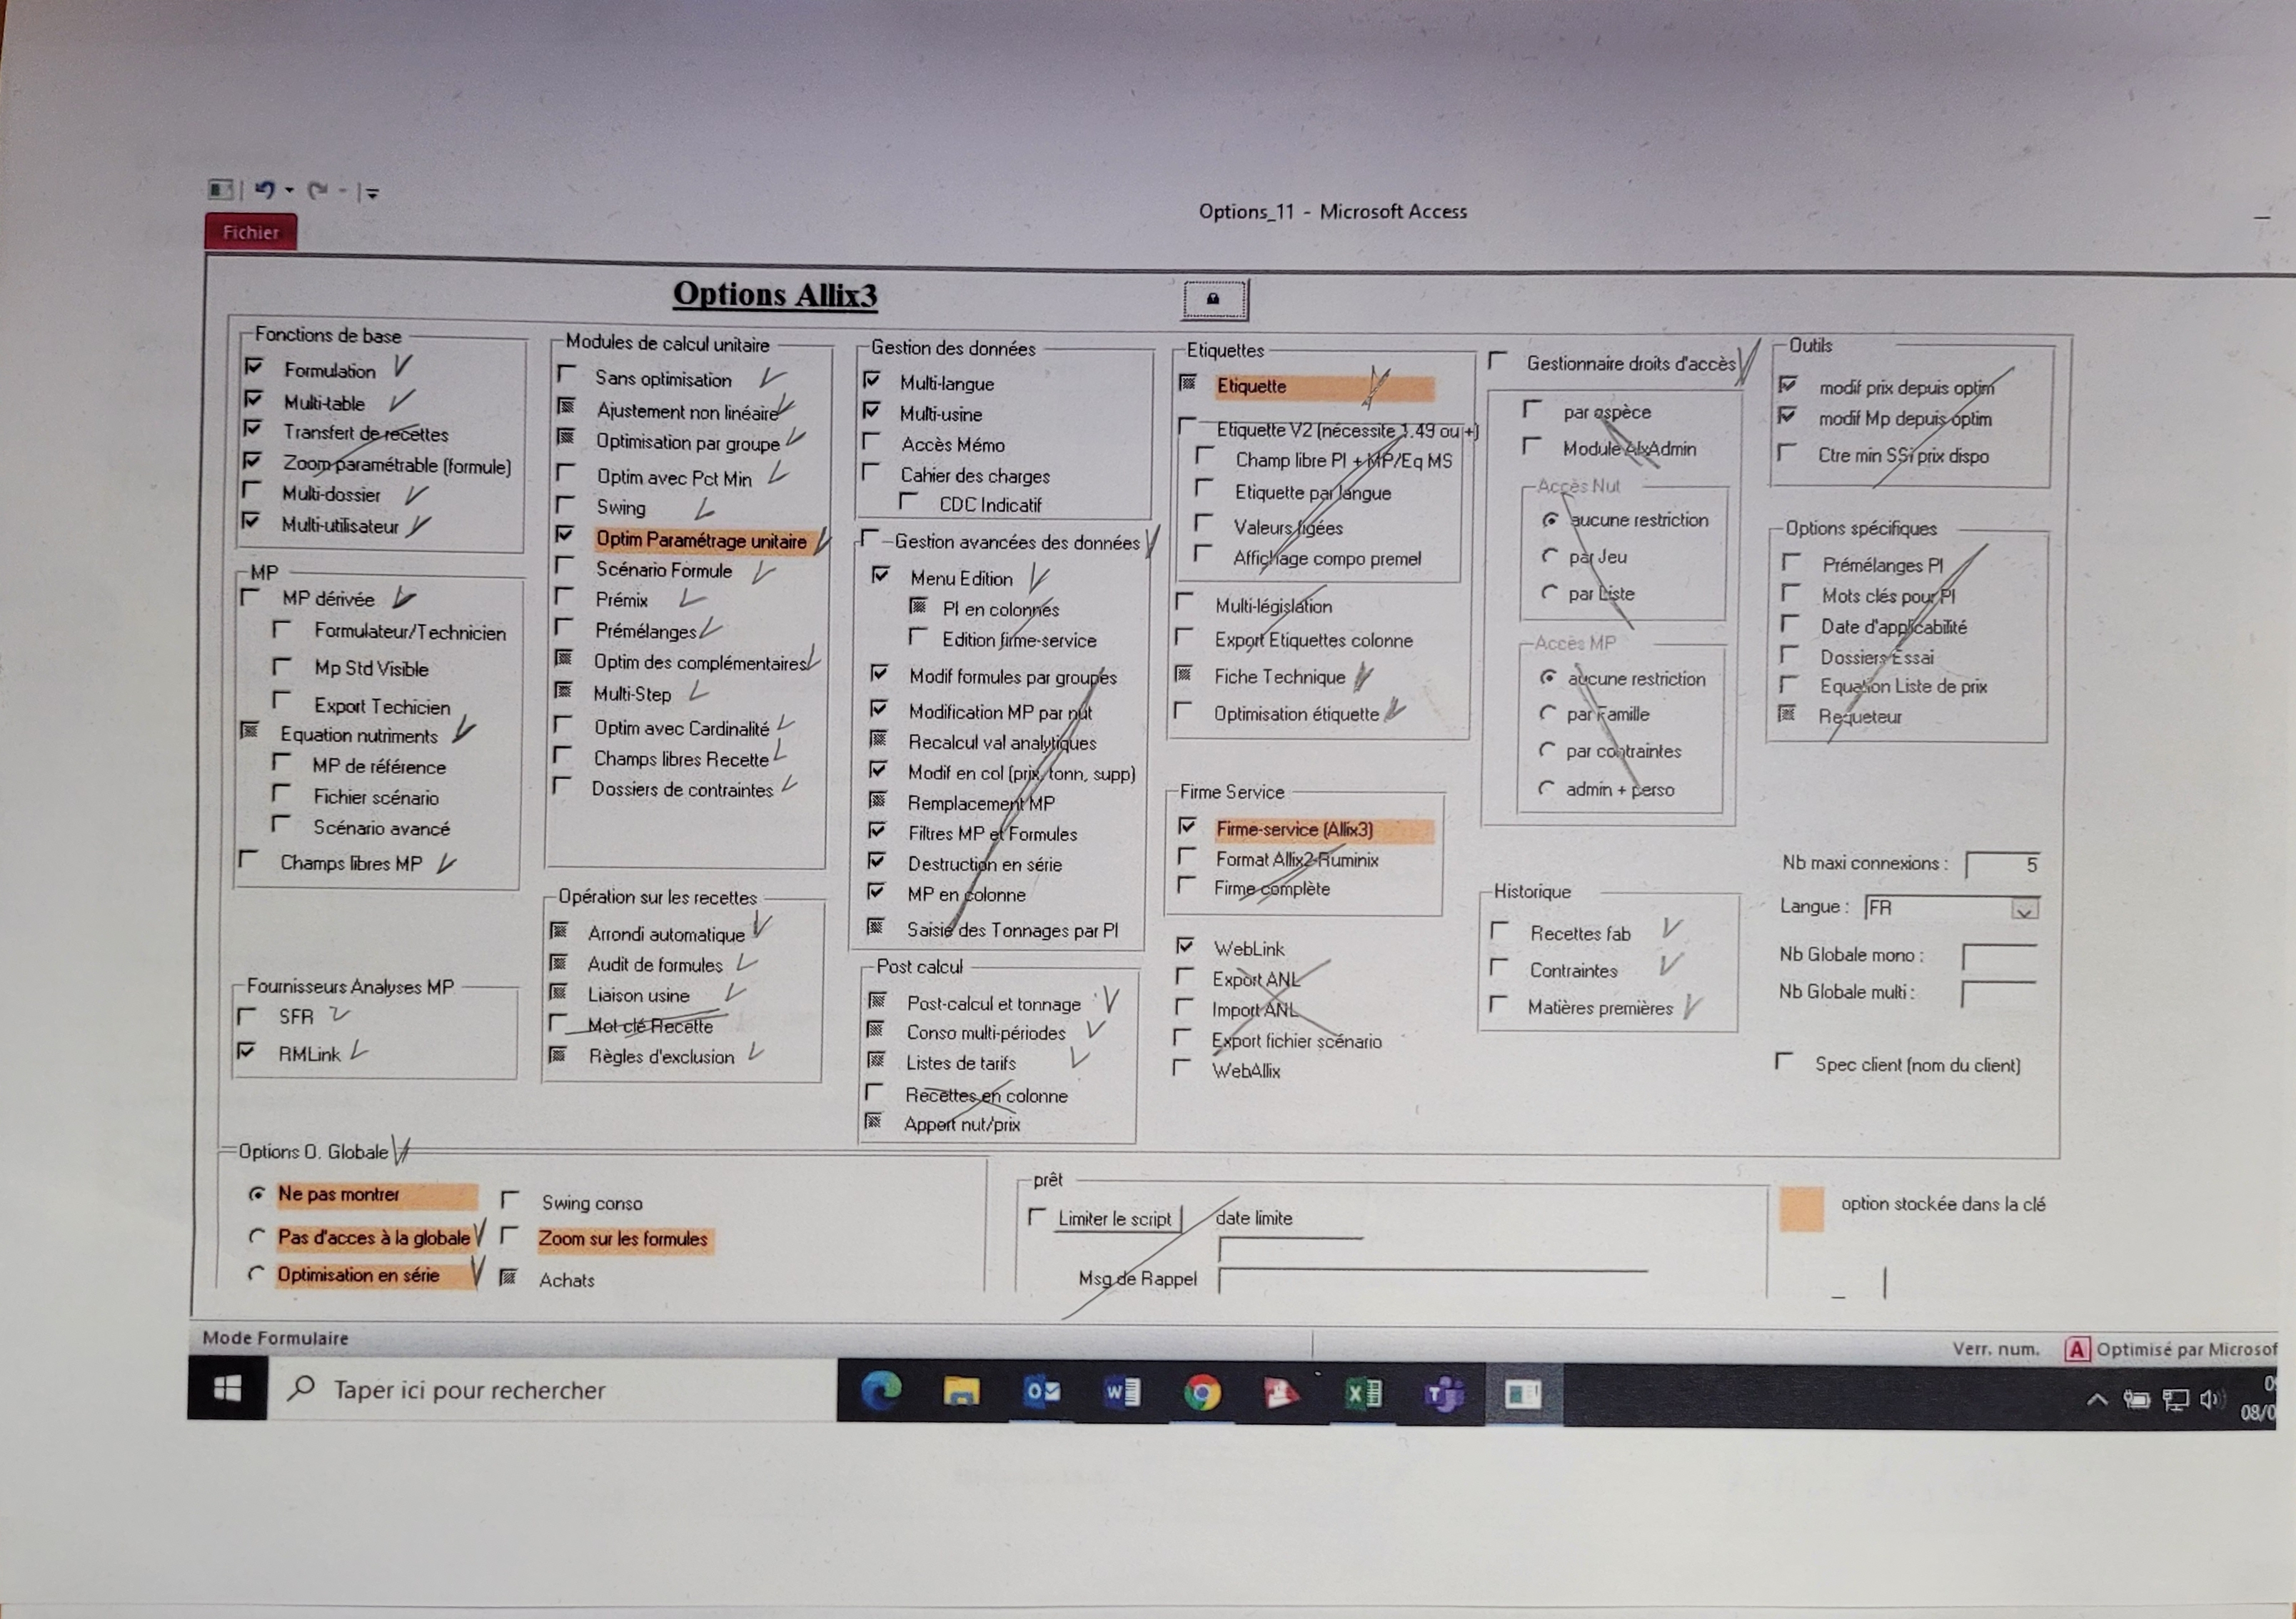 Options_11 - Microsoft Access
Fichier
Options Allix3
Fonctions de base
Formulation
Multi-table
Transfert de recettes
Zoom paramétrable (formule)
Multi-dossier
Multi-utilisateur
MP
MP dérivée
Formulateur/Technicien
Mp Std Visible
Export Techicien
Equation nutriments
MP de référence
Fichier scénario
Scénario avancé
Champs libres MP
Fournisseurs Analyses MP
SFR
RMLink
Modules de calcul unitaire
Sans optimisation
Ajustement non linéaire
Optimisation par groupe
Optim avec Pct Min
Swing
Optim Paramétrage unitaire
Scénario Formule
Prémix
Prémélanges
Optim des complémentaires
Multi-Step
Optim avec Cardinalité
Champs libres Recette
Dossiers de contraintes
Opération sur les recettes
Arrondi automatique
Audit de formules
Liaison usine
Mot clé Recette
Règles d'exclusion
Gestion des données
Multi-langue
Multi-usine
Accès Mémo
Cahier des charges
CDC Indicatif
Gestion avancées des données
Menu Edition
PI en colonnes
Edition firme-service
Modif formules par groupes
Modification MP par nut
Recalcul val analytiques
Modif en col (prix, tonn, supp)
Remplacement MP
Filtres MP et Formules
Destruction en série
MP en colonne
Saisie des Tonnages par PI
Post calcul
Post-calcul et tonnage
Conso multi-périodes
Listes de tarifs
Recettes en colonne
Apport nut/prix
Etiquettes
Etiquette
Etiquette V2 (nécessite 1.49 ou +)
Champ libre PI + MP/Eq MS
Etiquette par langue
Valeurs figées
Affichage compo premel
Multi-législation
Export Etiquettes colonne
Fiche Technique
Optimisation étiquette
Firme Service
Firme-service (Allix3)
Format Allix2-Ruminix
Firme complète
WebLink
Export ANL
Import ANL
Export fichier scénario
WebAllix
Gestionnaire droits d'accès
par espèce
Module AlxAdmin
Accès Nut
aucune restriction
par Jeu
par Liste
Accès MP
aucune restriction
par Famille
par contraintes
admin + perso
Historique
Recettes fab
Contraintes
Matières premières
Outils
modif prix depuis optim
modif Mp depuis optim
Ctre min SSi prix dispo
Options spécifiques
Prémélanges PI
Mots clés pour PI
Date d'applicabilité
Dossiers Essai
Equation Liste de prix
Requeteur
Nb maxi connexions : 5
Langue : FR
Nb Globale mono :
Nb Globale multi :
Spec client (nom du client)
Options O. Globale
Ne pas montrer
Pas d'acces à la globale
Optimisation en série
Swing conso
Zoom sur les formules
Achats
prêt
Limiter le script
date limite
Msg de Rappel
option stockée dans la clé
Mode Formulaire
Verr. num.
Optimisé par Microsof
Taper ici pour rechercher
08/0